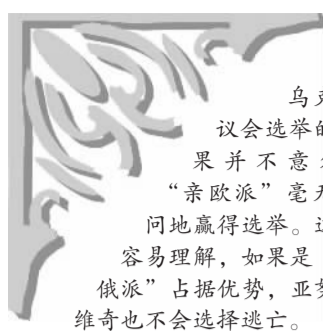 乌
议会选举的
果并不意
“亲欧派”毫
问地赢得选举。
容易理解，如果是
俄派”占据优势，亚
维奇也不会选择逃亡。